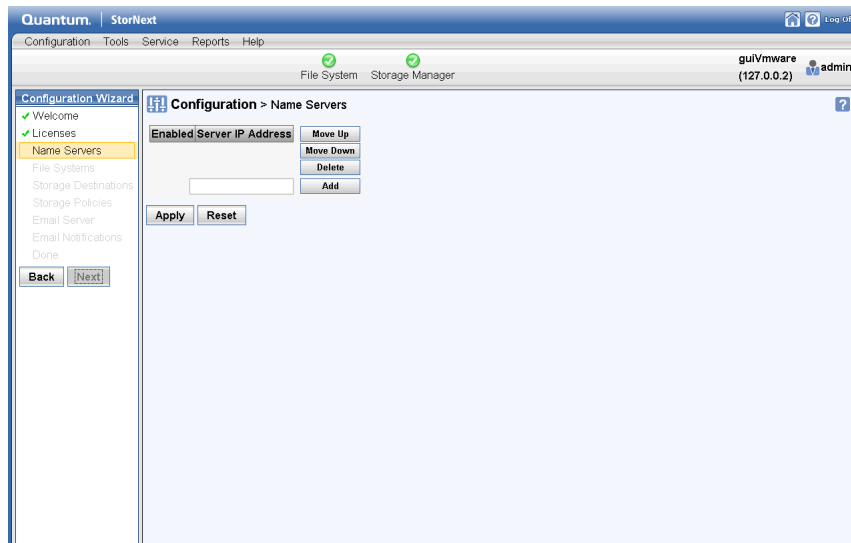 Quantum. StorNext
Log Of
Configuration Tools Service Reports Help
File System Storage Manager
guiVmware
(127.0.0.2)
admin
Configuration Wizard
Welcome
Licenses
Name Servers
File Systems
Storage Destinations
Storage Policies
Email Server
Email Notifications
Done
Back Next
Configuration > Name Servers
?
Enabled Server IP Address
Move Up
Move Down
Delete
Add
Apply Reset